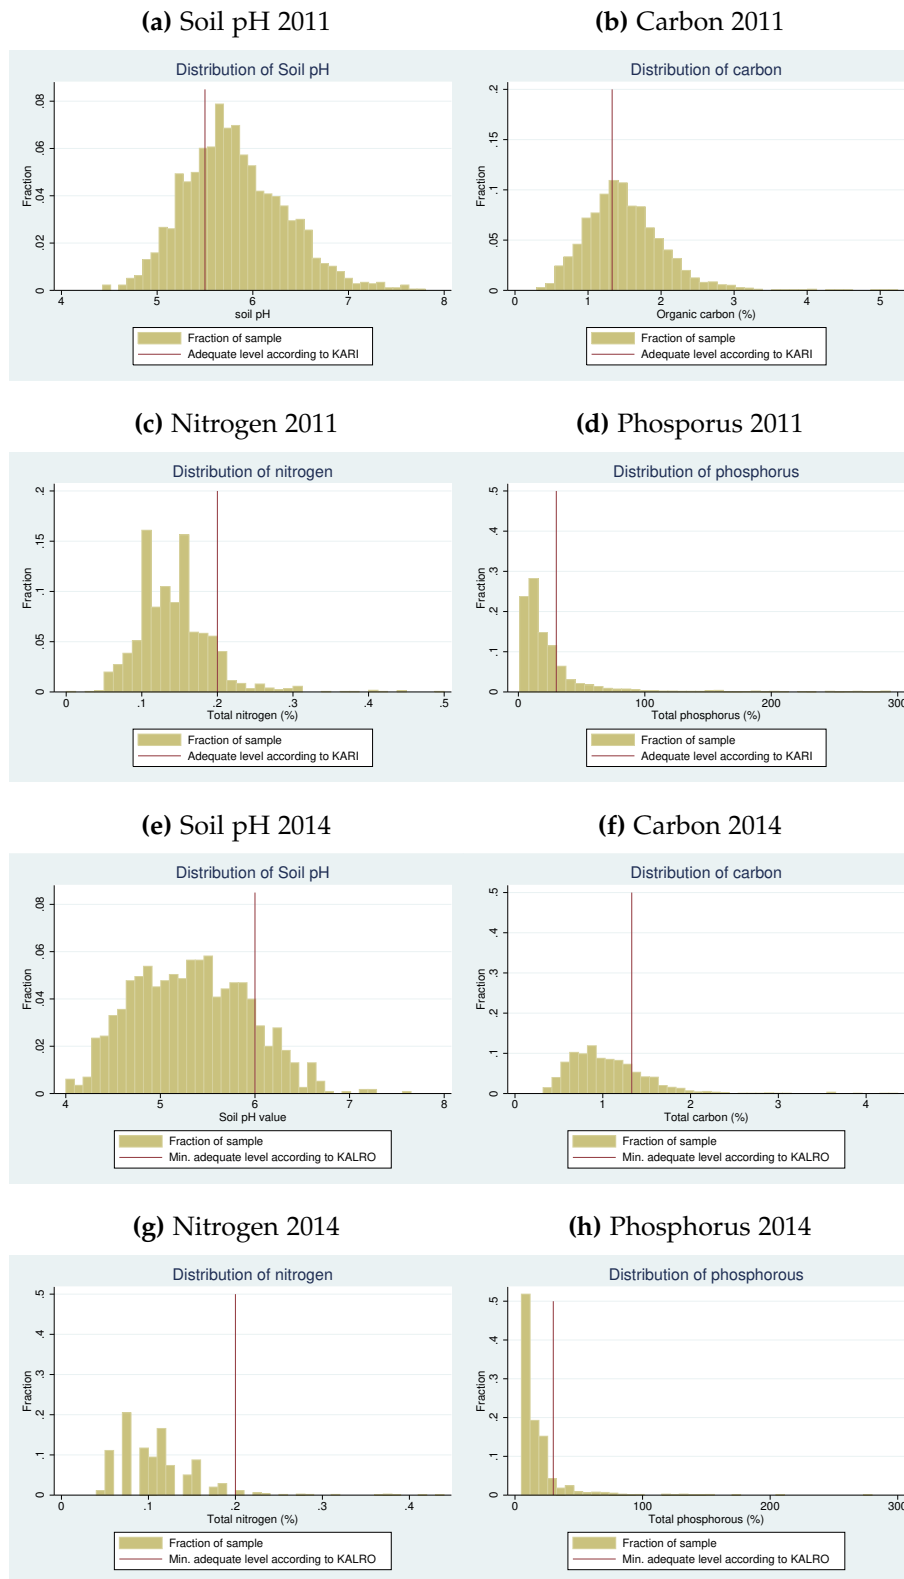 (a) Soil pH 2011
(b) Carbon 2011
Distribution of Soil pH
Fraction
0 .02 .04 .06 .08
4 5 6 7 8
soil pH
Fraction of sample
Adequate level according to KARI
Distribution of carbon
Fraction
0 .05 .1 .15 .2
0 1 2 3 4 5
Organic carbon (%)
Fraction of sample
Adequate level according to KARI
(c) Nitrogen 2011
(d) Phosporus 2011
Distribution of nitrogen
Fraction
0 .05 .1 .15 .2
0 .1 .2 .3 .4 .5
Total nitrogen (%)
Fraction of sample
Adequate level according to KARI
Distribution of phosphorus
Fraction
0 .1 .2 .3 .4 .5
0 100 200 300
Total phosphorus (%)
Fraction of sample
Adequate level according to KARI
(e) Soil pH 2014
(f) Carbon 2014
Distribution of Soil pH
Fraction
0 .02 .04 .06 .08
4 5 6 7 8
Soil pH value
Fraction of sample
Min. adequate level according to KALRO
Distribution of carbon
Fraction
0 .1 .2 .3 .4 .5
0 1 2 3 4
Total carbon (%)
Fraction of sample
Min. adequate level according to KALRO
(g) Nitrogen 2014
(h) Phosphorus 2014
Distribution of nitrogen
Fraction
0 .1 .2 .3 .4 .5
0 .1 .2 .3 .4
Total nitrogen (%)
Fraction of sample
Min. adequate level according to KALRO
Distribution of phosphorous
Fraction
0 .1 .2 .3 .4 .5
0 100 200 300
Total phosphorous (%)
Fraction of sample
Min. adequate level according to KALRO